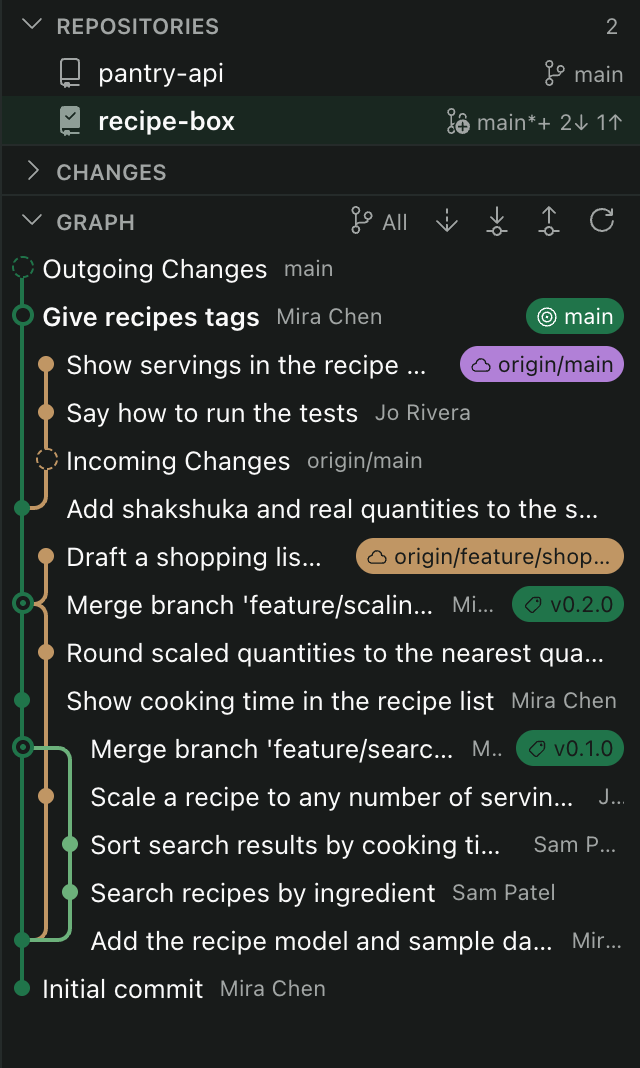 REPOSITORIES 2
pantry-api main
recipe-box main*+ 2↓ 1↑
CHANGES
GRAPH All
Outgoing Changes main
Give recipes tags Mira Chen main
Show servings in the recipe ... origin/main
Say how to run the tests Jo Rivera
Incoming Changes origin/main
Add shakshuka and real quantities to the s...
Draft a shopping lis... origin/feature/shop...
Merge branch 'feature/scalin... Mi... v0.2.0
Round scaled quantities to the nearest qua...
Show cooking time in the recipe list Mira Chen
Merge branch 'feature/searc... M.. v0.1.0
Scale a recipe to any number of servin... J...
Sort search results by cooking ti... Sam P...
Search recipes by ingredient Sam Patel
Add the recipe model and sample da... Mir...
Initial commit Mira Chen